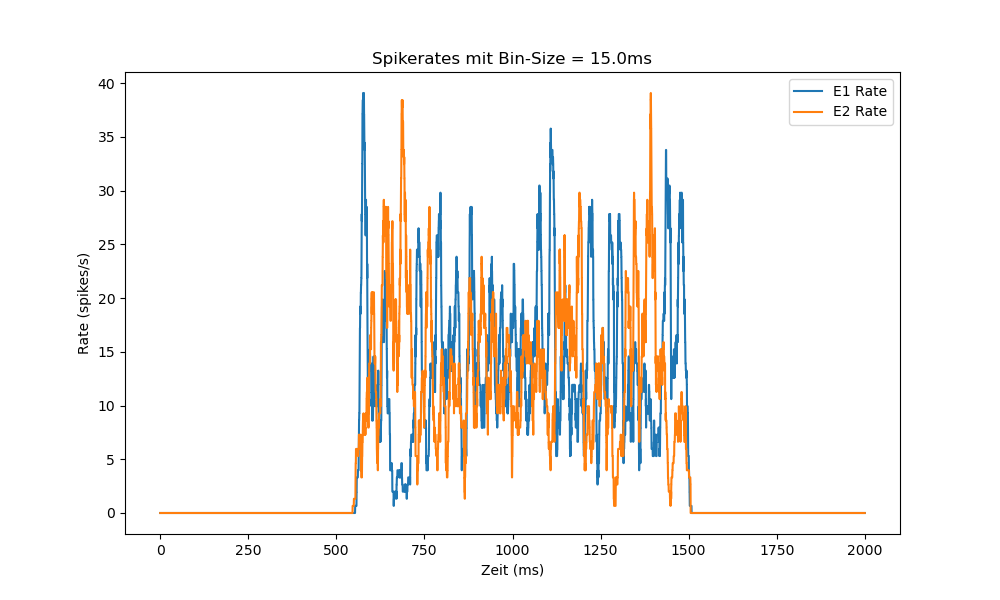 Spikerates mit Bin-Size = 15.0ms
E1 Rate
E2 Rate
Rate (spikes/s)
40
35
30
25
20
15
10
5
0
0 250 500 750 1000 1250 1500 1750 2000
Zeit (ms)